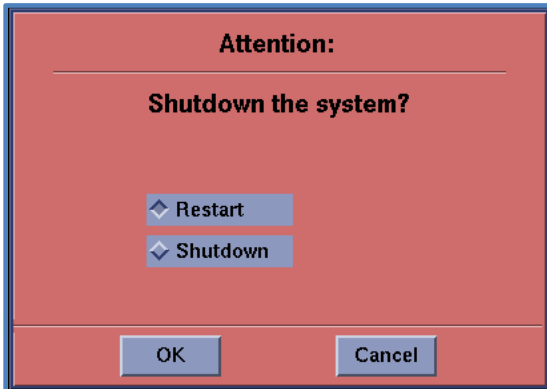 Attention:
Shutdown the system?
Restart
Shutdown
OK
Cancel